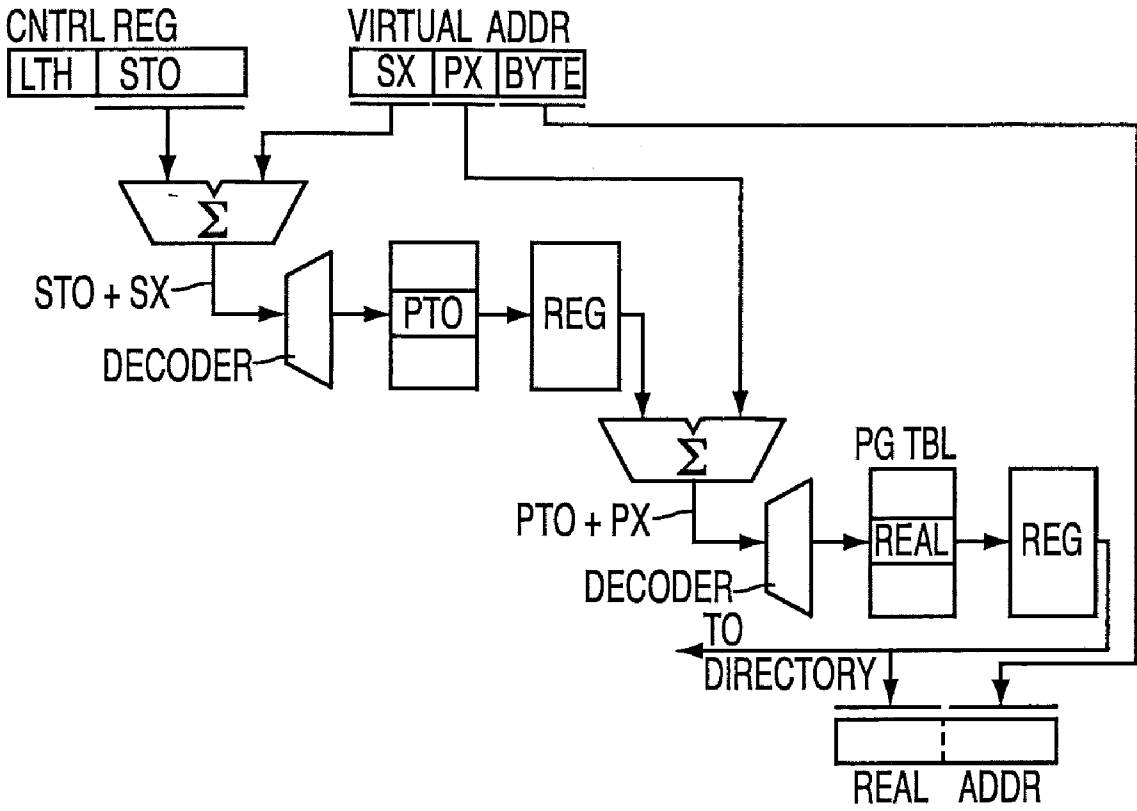 CNTRL REG
VIRTUAL ADDR
LTH STO
SX PX BYTE
Σ
STO + SX
DECODER
PTO
REG
Σ
PTO + PX
DECODER
PG TBL
REAL
REG
TO
DIRECTORY
REAL ADDR